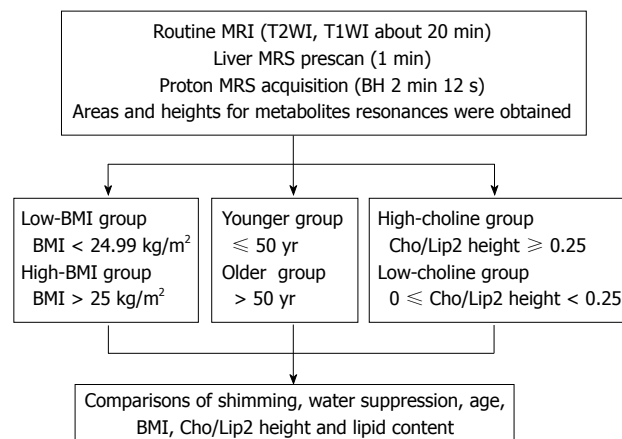 Routine MRI (T2WI, T1WI about 20 min)
Liver MRS prescan (1 min)
Proton MRS acquisition (BH 2 min 12 s)
Areas and heights for metabolites resonances were obtained
Low-BMI group
BMI < 24.99 kg/m²
High-BMI group
BMI > 25 kg/m²
Younger group
≤ 50 yr
Older group
> 50 yr
High-choline group
Cho/Lip2 height ≥ 0.25
Low-choline group
0 ≤ Cho/Lip2 height < 0.25
Comparisons of shimming, water suppression, age,
BMI, Cho/Lip2 height and lipid content